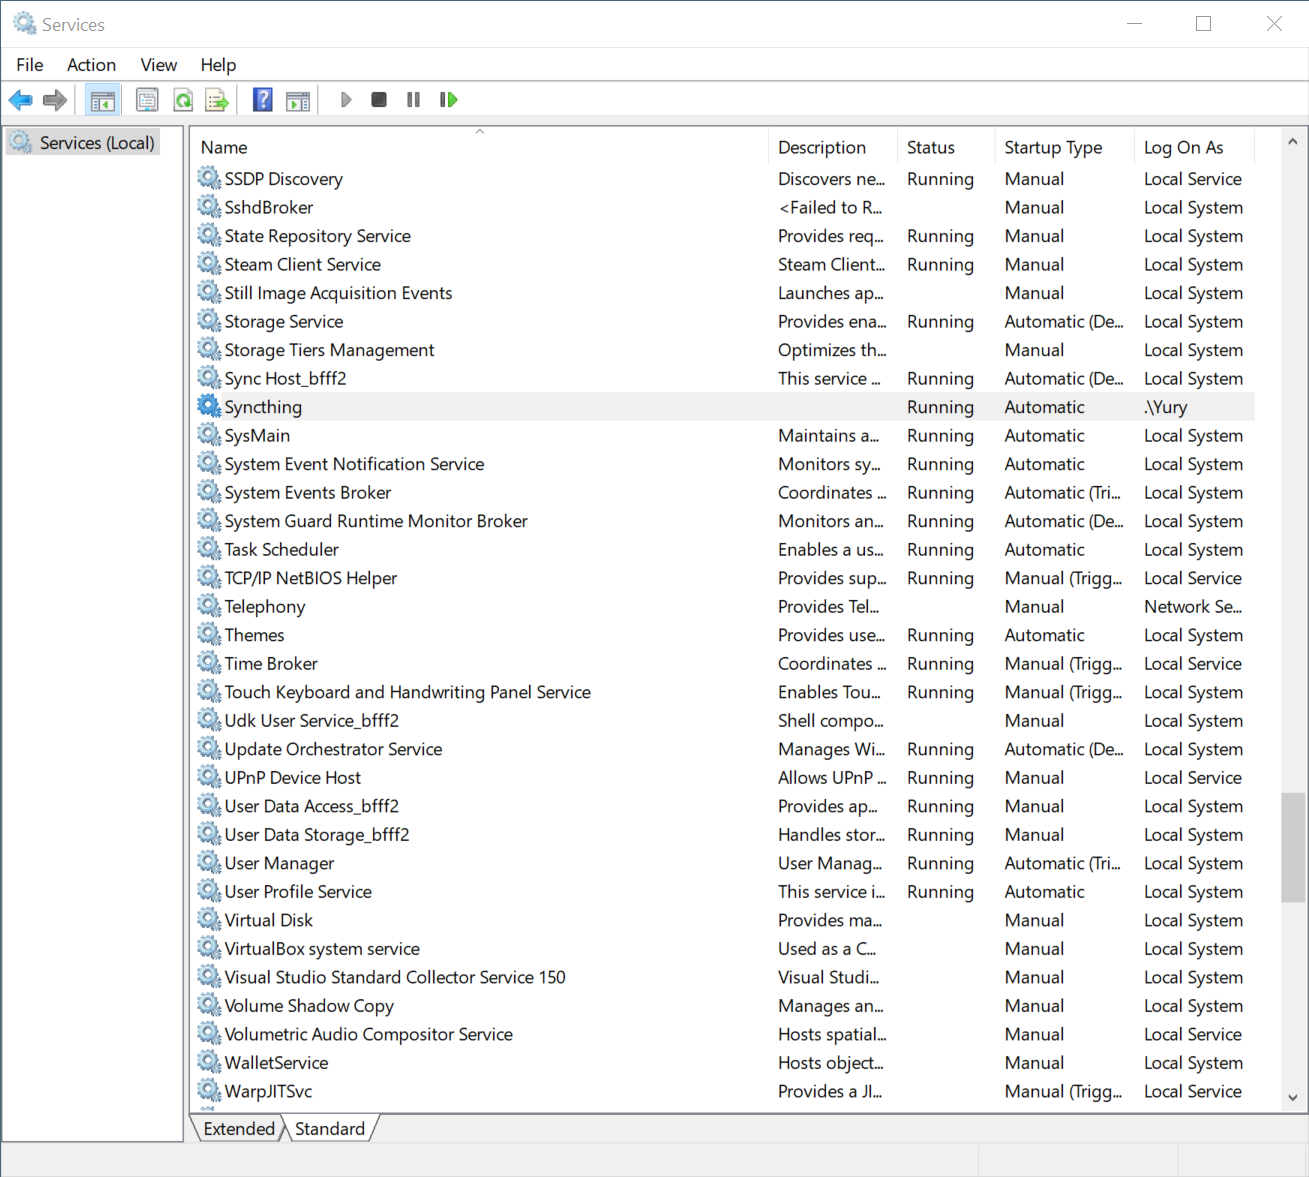 Services
File Action View Help
Services (Local)
Name Description Status Startup Type Log On As
SSDP Discovery Discovers ne... Running Manual Local Service
SshdBroker <Failed to R... Manual Local System
State Repository Service Provides req... Running Manual Local System
Steam Client Service Steam Client... Running Manual Local System
Still Image Acquisition Events Launches ap... Manual Local System
Storage Service Provides ena... Running Automatic (De... Local System
Storage Tiers Management Optimizes th... Manual Local System
Sync Host_bfff2 This service ... Running Automatic (De... Local System
Syncthing Running Automatic .\Yury
SysMain Maintains a... Running Automatic Local System
System Event Notification Service Monitors sy... Running Automatic Local System
System Events Broker Coordinates ... Running Automatic (Tri... Local System
System Guard Runtime Monitor Broker Monitors an... Running Automatic (De... Local System
Task Scheduler Enables a us... Running Automatic Local System
TCP/IP NetBIOS Helper Provides sup... Running Manual (Trigg... Local Service
Telephony Provides Tel... Manual Network Se...
Themes Provides use... Running Automatic Local System
Time Broker Coordinates ... Running Manual (Trigg... Local Service
Touch Keyboard and Handwriting Panel Service Enables Tou... Running Manual (Trigg... Local System
Udk User Service_bfff2 Shell compo... Manual Local System
Update Orchestrator Service Manages Wi... Running Automatic (De... Local System
UPnP Device Host Allows UPnP ... Running Manual Local Service
User Data Access_bfff2 Provides ap... Running Manual Local System
User Data Storage_bfff2 Handles stor... Running Manual Local System
User Manager User Manag... Running Automatic (Tri... Local System
User Profile Service This service i... Running Automatic Local System
Virtual Disk Provides ma... Manual Local System
VirtualBox system service Used as a C... Manual Local System
Visual Studio Standard Collector Service 150 Visual Studi... Manual Local System
Volume Shadow Copy Manages an... Manual Local System
Volumetric Audio Compositor Service Hosts spatial... Manual Local Service
WalletService Hosts object... Manual Local System
WarpJITSvc Provides a JI... Manual (Trigg... Local Service
Extended Standard